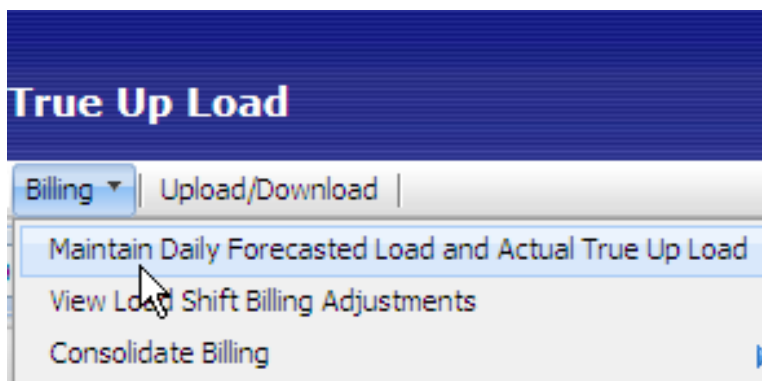 True Up Load
Billing Upload/Download
Maintain Daily Forecasted Load and Actual True Up Load
View Load Shift Billing Adjustments
Consolidate Billing